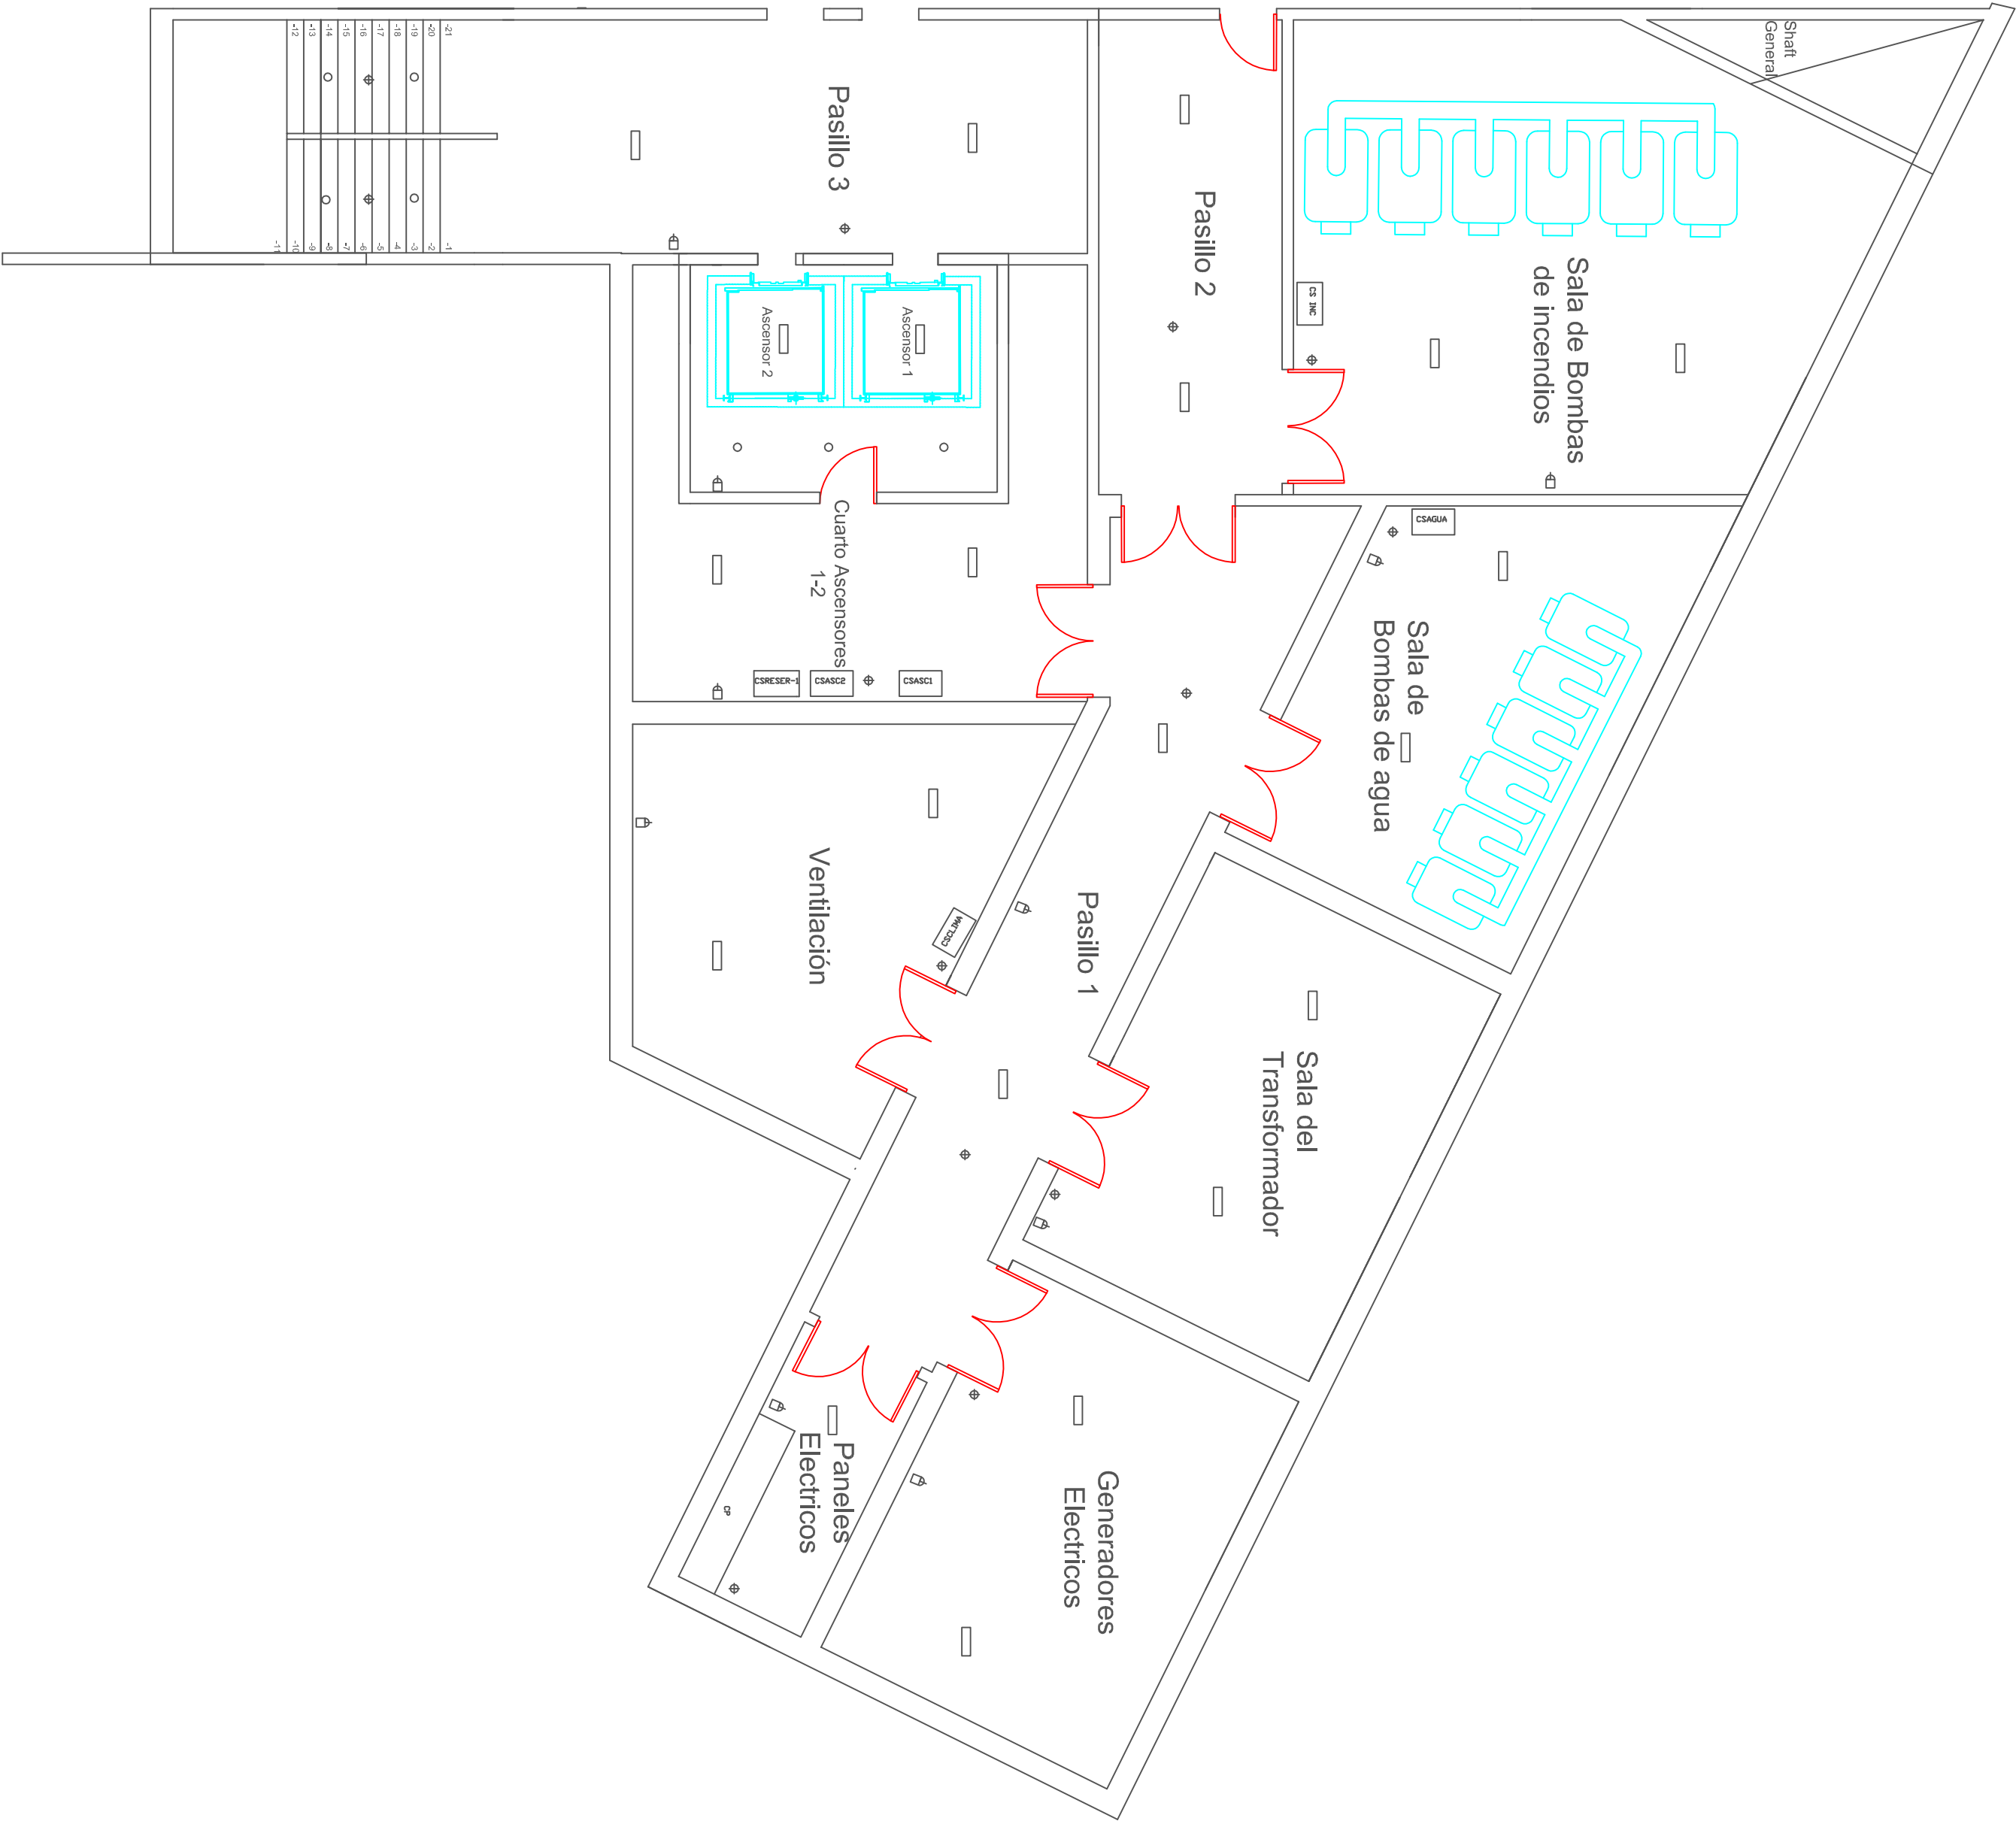 Shaft
General
-21
-20
-19
-18
-17
-16
-15
-14
-13
-12
-1
-2
-3
-4
-5
-6
-7
-8
-9
-10
-11
Pasillo 3
Pasillo 2
Sala de Bombas
de incendios
CS INC
Ascensor 1
Ascensor 2
Cuarto Ascensores
1-2
CSRESER-1
CSASC2
CSASC1
CSAGUA
Sala de
Bombas de agua
Ventilación
CSCLIMA
Pasillo 1
Sala del
Transformador
Paneles
Electricos
CP
Generadores
Electricos